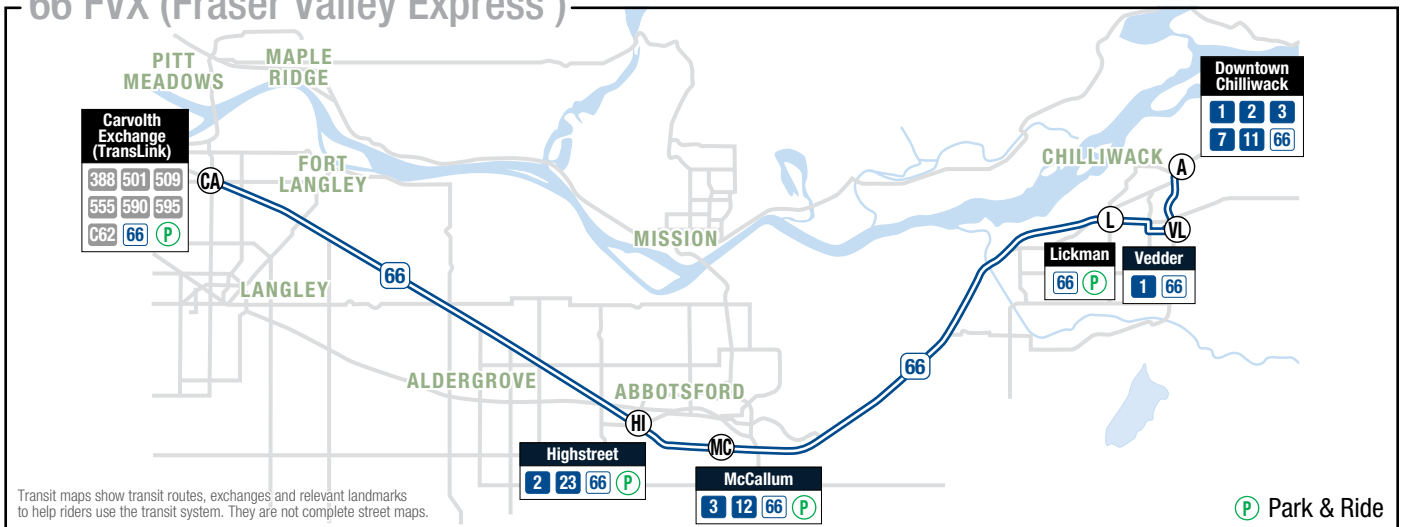 66 FVX (Fraser Valley Express )
PITT
MEADOWS
MAPLE
RIDGE
Carvolth
Exchange
(TransLink)
388 501 509
555 590 595
C62 66 P
CA
FORT
LANGLEY
LANGLEY
66
ALDERGROVE
MISSION
ABBOTSFORD
HI
Highstreet
2 23 66 P
MC
McCallum
3 12 66 P
66
CHILLIWACK
Downtown
Chilliwack
1 2 3
7 11 66
A
L
VL
Lickman
66 P
Vedder
1 66
Transit maps show transit routes, exchanges and relevant landmarks
to help riders use the transit system. They are not complete street maps.
P Park & Ride